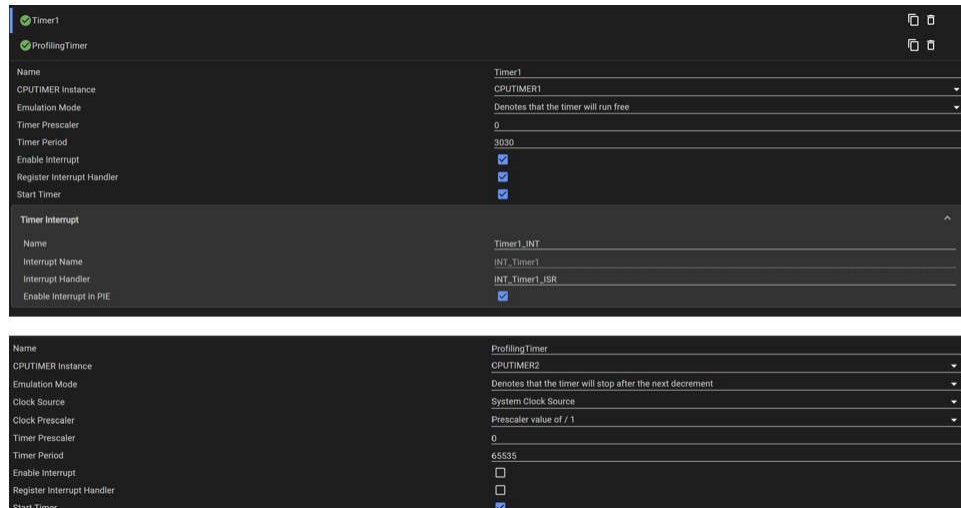 Timer1
ProfilingTimer
Name Timer1
CPUTIMER Instance CPUTIMER1
Emulation Mode Denotes that the timer will run free
Timer Prescaler 0
Timer Period 3030
Enable Interrupt
Register Interrupt Handler
Start Timer
Timer Interrupt
Name Timer1_INT
Interrupt Name INT_Timer1
Interrupt Handler INT_Timer1_ISR
Enable Interrupt in PIE
Name ProfilingTimer
CPUTIMER Instance CPUTIMER2
Emulation Mode Denotes that the timer will stop after the next decrement
Clock Source System Clock Source
Clock Prescaler Prescaler value of / 1
Timer Prescaler 0
Timer Period 65535
Enable Interrupt
Register Interrupt Handler
Start Timer